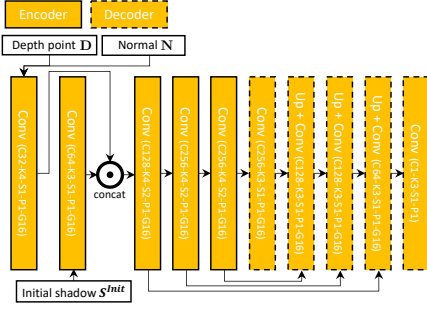 Encoder
Decoder
Depth point D
Normal N
Conv (C32-K4-S1-P1-G16)
Conv (C64-K3-S1-P1-G16)
concat
Conv (C128-K4-S2-P1-G16)
Conv (C256-K4-S2-P1-G16)
Conv (C256-K4-S2-P1-G16)
Conv (C256-K3-S1-P1-G16)
Up + Conv (C128-K3-S1-P1-G16)
Up + Conv (C128-K3-S1-P1-G16)
Up + Conv (C64-K3-S1-P1-G16)
Conv (C1-K3-S1-P1)
Initial shadow S^Init